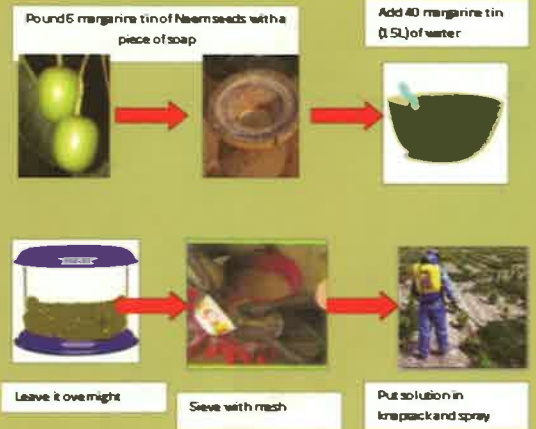 Pound 6 margarine tin of Neem seeds with a
piece of soap
Add 40 margarine tin
(15L) of water
Leave it overnight
Sieve with mesh
Put solution in
knapsack and spray